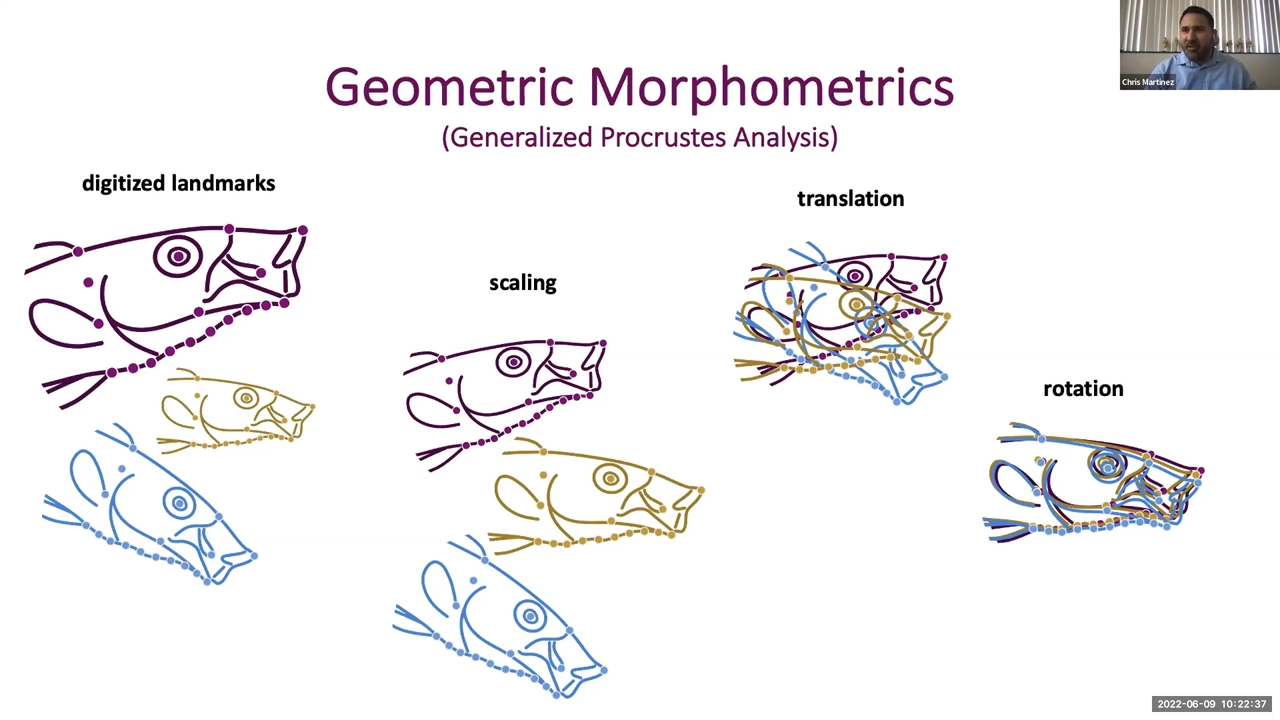 Geometric Morphometrics
(Generalized Procrustes Analysis)
Chris Martinez
digitized landmarks
translation
scaling
rotation
2022-06-09 10:22:37